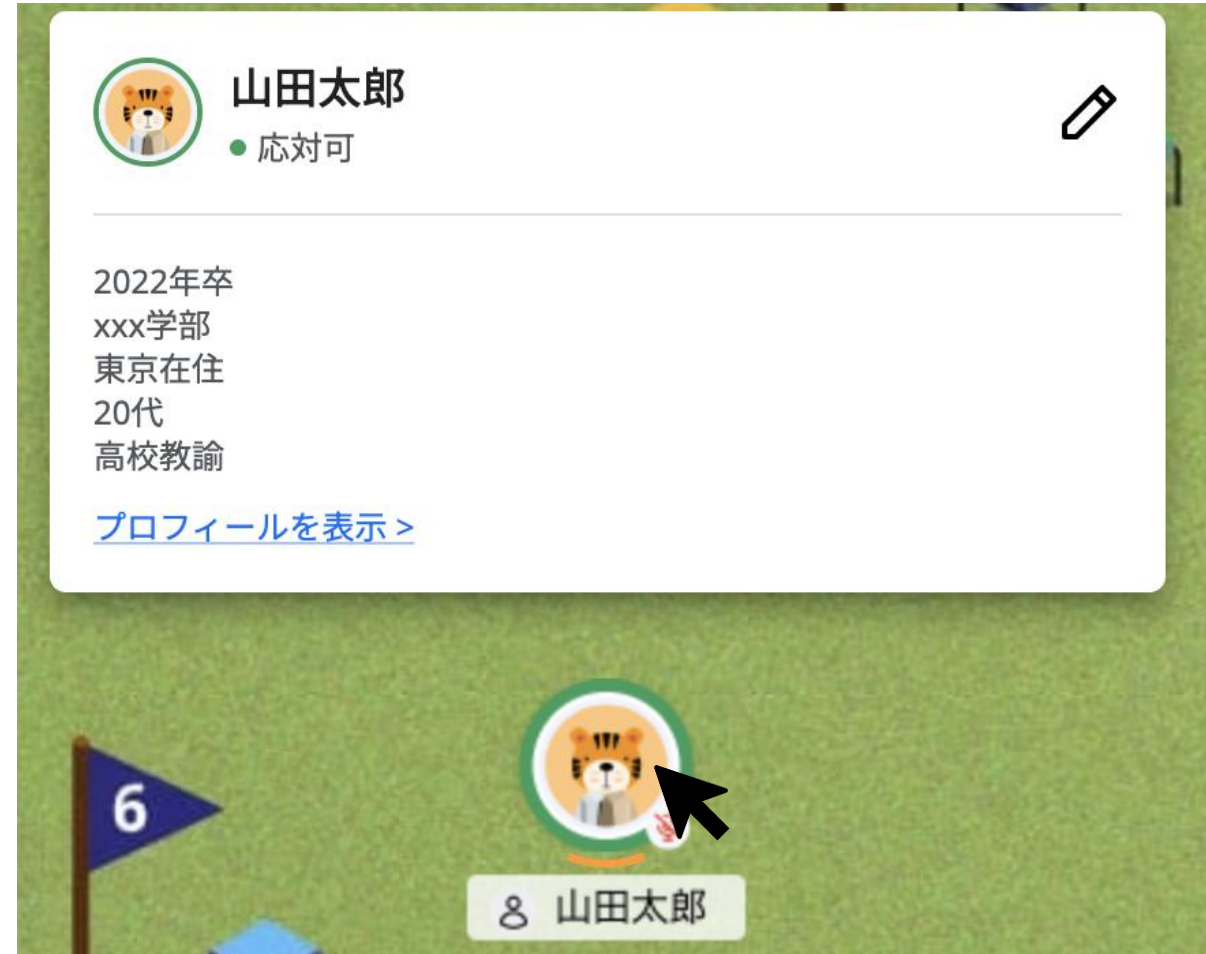 山田太郎
応対可
2022年卒
xxx学部
東京在住
20代
高校教諭
プロフィールを表示 >
6
山田太郎